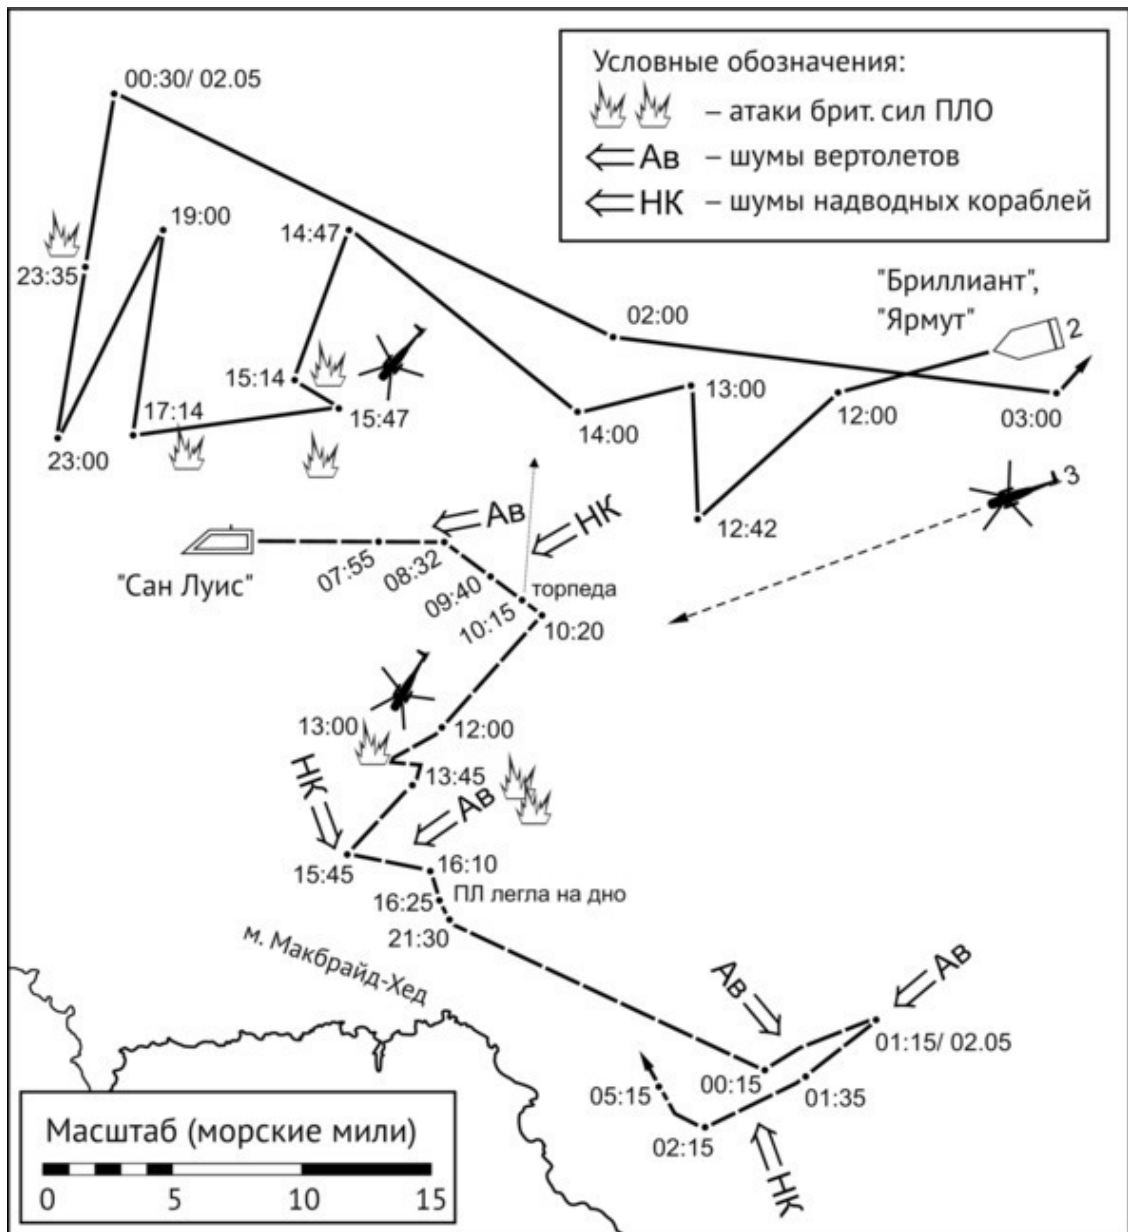 00:30/ 02.05
Условные обозначения:
– атаки брит. сил ПЛО
Ав – шумы вертолетов
НК – шумы надводных кораблей
19:00
14:47
23:35
"Бриллиант",
"Ярмут"
2
02:00
15:14
13:00
17:14
15:47
12:00
03:00
23:00
14:00
12:42
3
Ав
НК
"Сан Луис"
07:55
08:32
09:40
10:15
торпеда
10:20
13:00
12:00
НК
13:45
Ав
15:45
16:10
16:25
ПЛ легла на дно
21:30
м. Макбрайд-Хед
Ав
Ав
01:15/ 02.05
00:15
01:35
05:15
02:15
НК
Масштаб (морские мили)
0 5 10 15